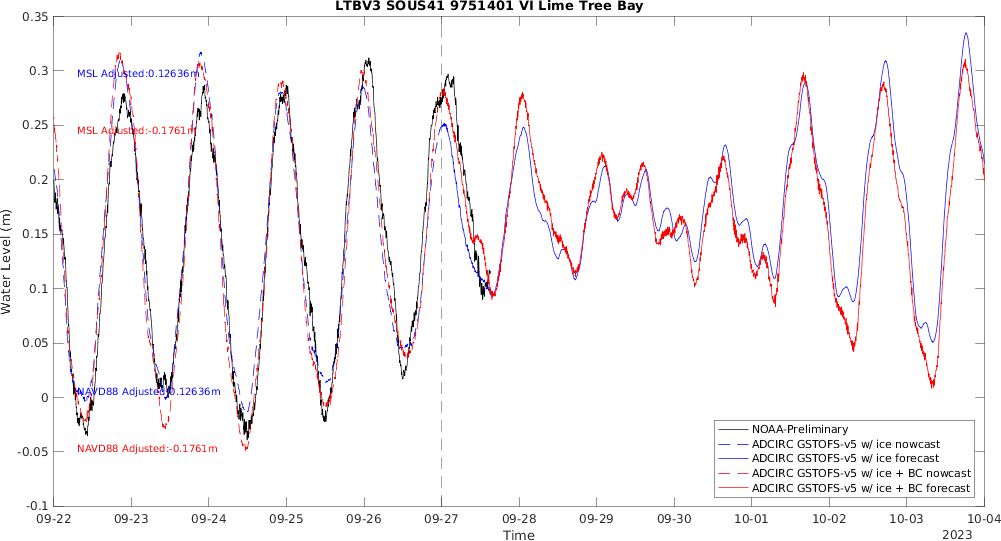 LTBV3 SOUS41 9751401 VI Lime Tree Bay
0.35
0.3
0.25
0.2
0.15
0.1
0.05
0
-0.05
-0.1
Water Level (m)
MSL Adjusted:0.12636m
MSL Adjusted:-0.1761m
NAVD88 Adjusted:0.12636m
NAVD88 Adjusted:-0.1761m
NOAA-Preliminary
ADCIRC GSTOFS-v5 w/ ice nowcast
ADCIRC GSTOFS-v5 w/ ice forecast
ADCIRC GSTOFS-v5 w/ ice + BC nowcast
ADCIRC GSTOFS-v5 w/ ice + BC forecast
09-22 09-23 09-24 09-25 09-26 09-27 09-28 09-29 09-30 10-01 10-02 10-03 10-04
Time
2023